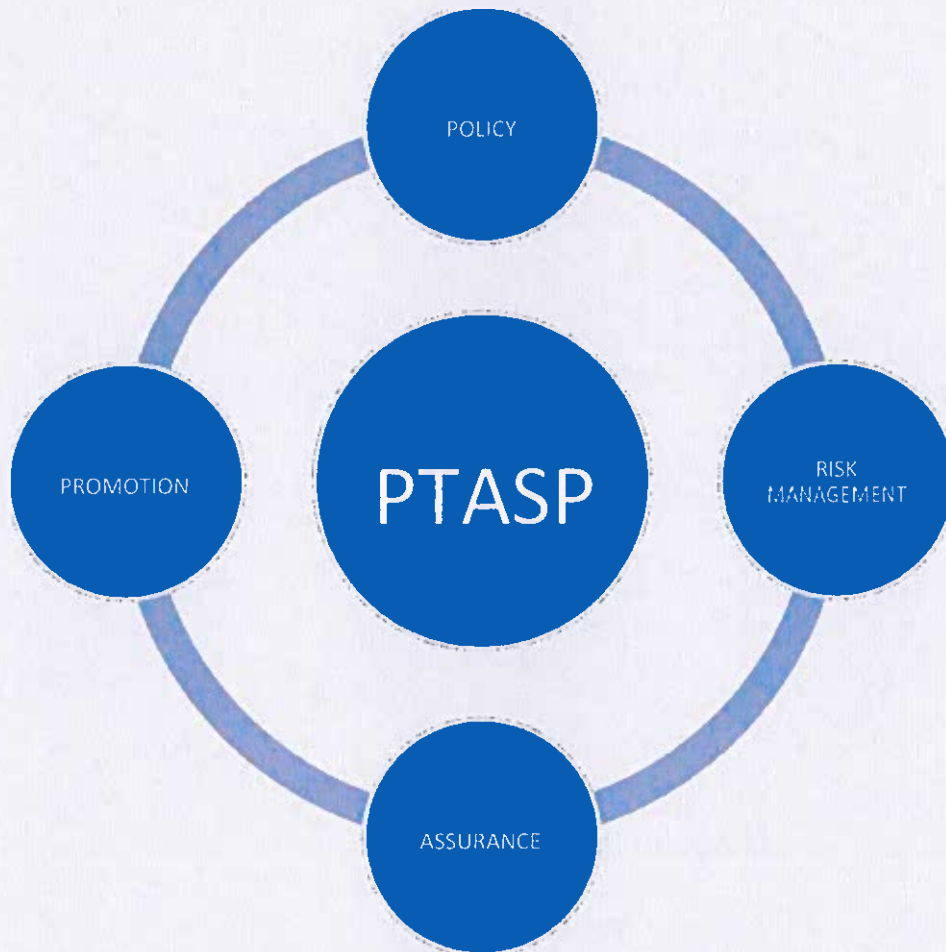 POLICY
PROMOTION
PTASP
RISK
MANAGEMENT
ASSURANCE